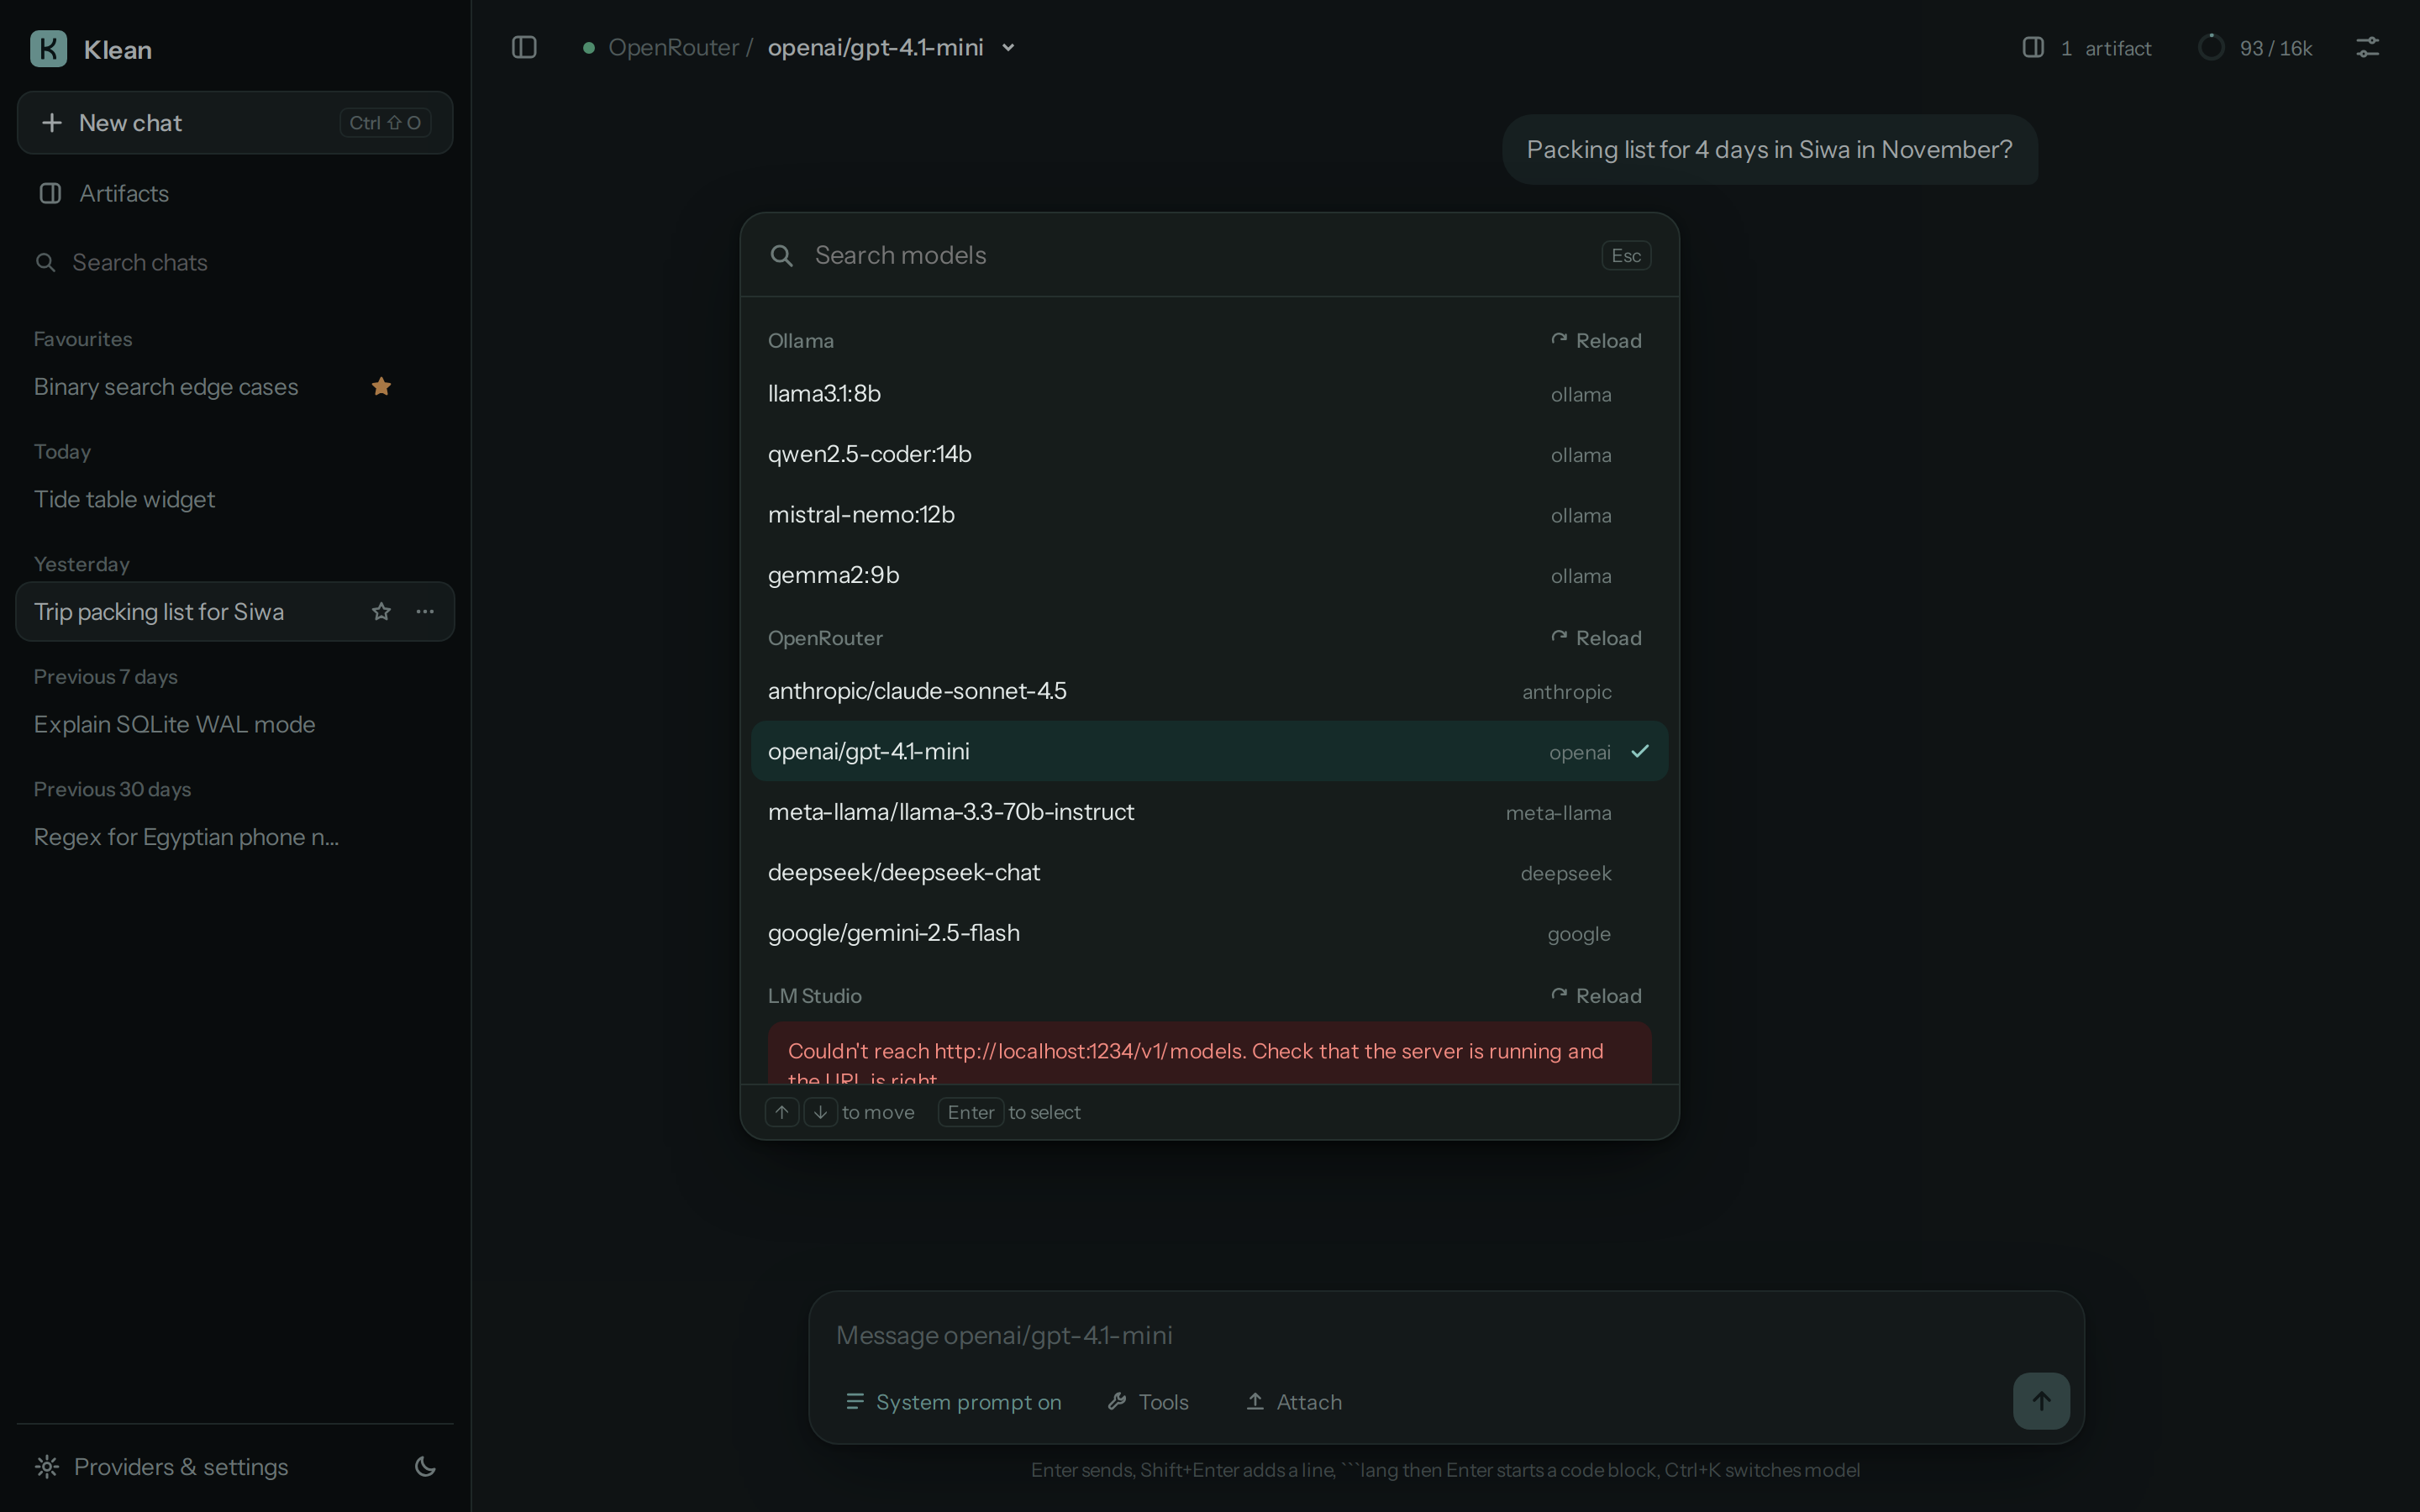 K Klean
New chat Ctrl ⇧ O
Artifacts
Search chats
Favourites
Binary search edge cases
Today
Tide table widget
Yesterday
Trip packing list for Siwa
Previous 7 days
Explain SQLite WAL mode
Previous 30 days
Regex for Egyptian phone n...
Providers & settings
OpenRouter / openai/gpt-4.1-mini
1 artifact
93 / 16k
Packing list for 4 days in Siwa in November?
Search models Esc
Ollama Reload
llama3.1:8b ollama
qwen2.5-coder:14b ollama
mistral-nemo:12b ollama
gemma2:9b ollama
OpenRouter Reload
anthropic/claude-sonnet-4.5 anthropic
openai/gpt-4.1-mini openai
meta-llama/llama-3.3-70b-instruct meta-llama
deepseek/deepseek-chat deepseek
google/gemini-2.5-flash google
LM Studio Reload
Couldn't reach http://localhost:1234/v1/models. Check that the server is running and
the URL is right
↑ ↓ to move Enter to select
Message openai/gpt-4.1-mini
System prompt on Tools Attach
Enter sends, Shift+Enter adds a line, ```lang then Enter starts a code block, Ctrl+K switches model